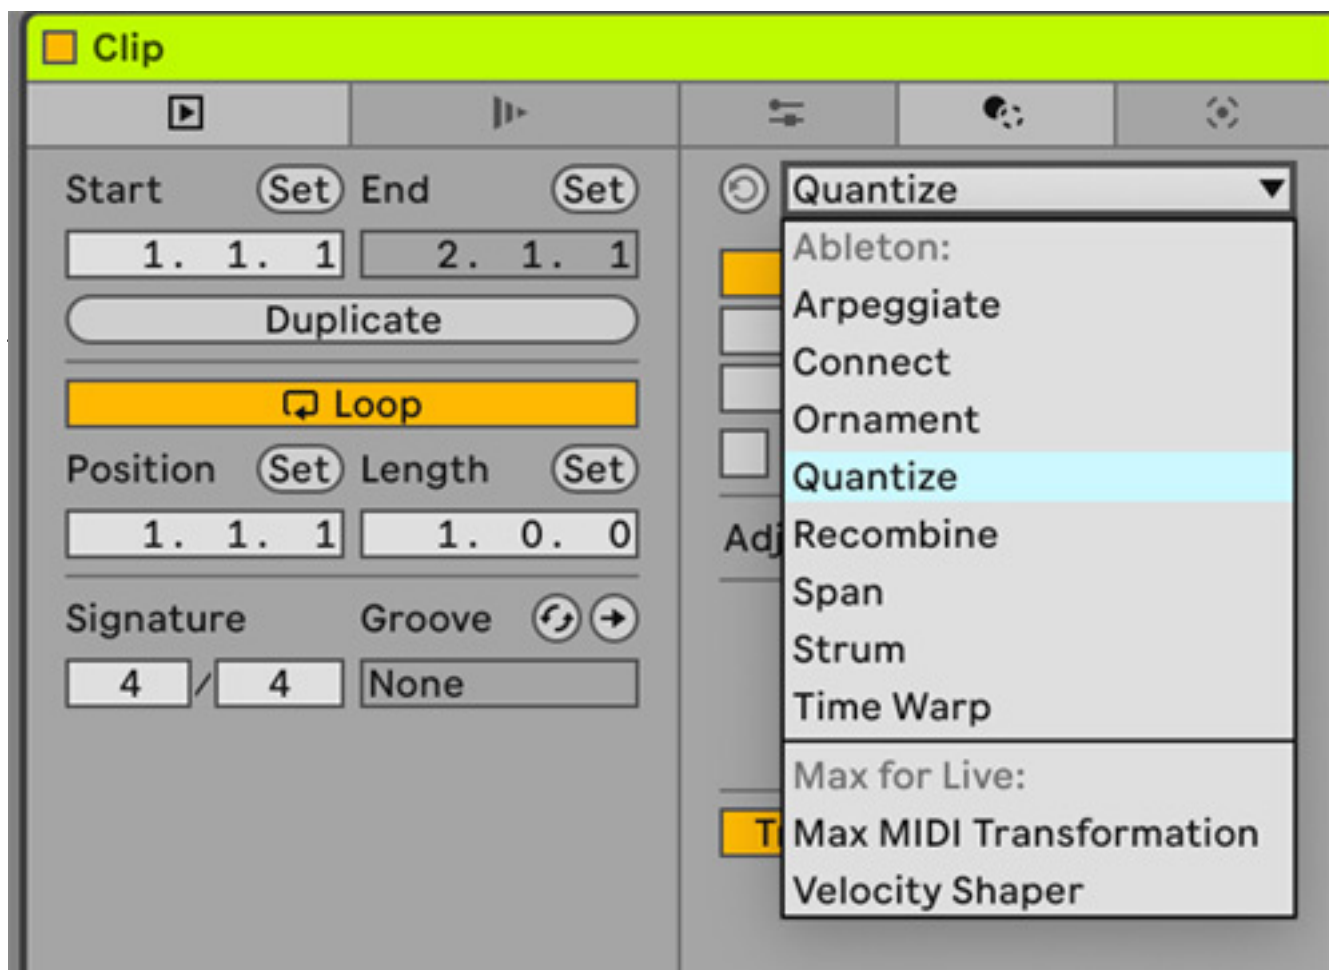 Clip
Start Set End Set
1. 1. 1 2. 1. 1
Duplicate
Loop
Position Set Length Set
1. 1. 1 1. 0. 0
Signature Groove
4 / 4 None
Quantize
Ableton:
Arpeggiate
Connect
Ornament
Quantize
Adj
Recombine
Span
Strum
Time Warp
Max for Live:
T
Max MIDI Transformation
Velocity Shaper